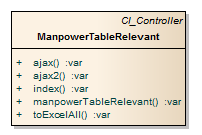 CI_Controller
ManpowerTableRelevant
+ ajax() :var
+ ajax2() :var
+ index() :var
+ manpowerTableRelevant() :var
+ toExcelAll() :var